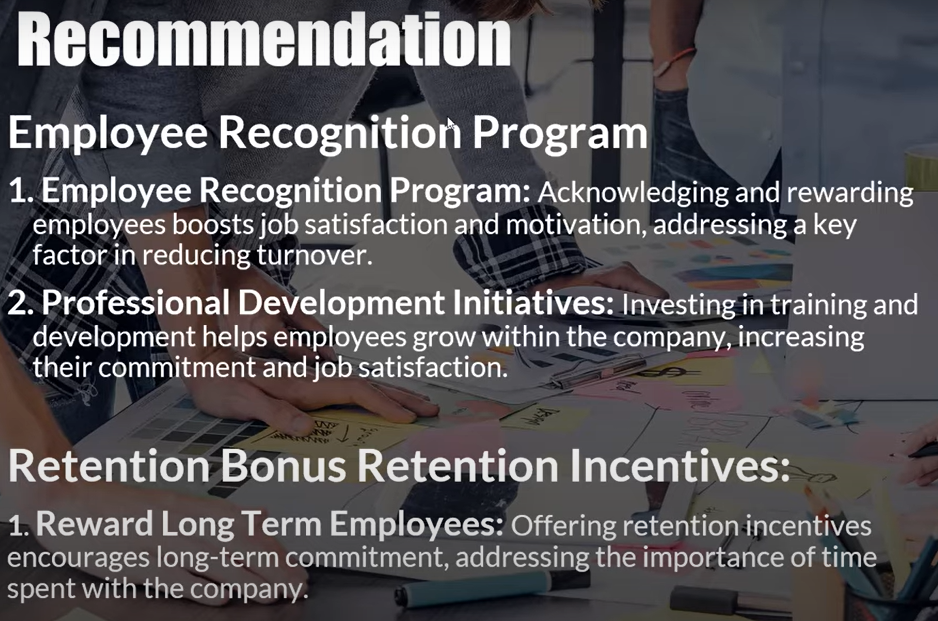 Recommendation
Employee Recognition Program
1. Employee Recognition Program: Acknowledging and rewarding
employees boosts job satisfaction and motivation, addressing a key
factor in reducing turnover.
2. Professional Development Initiatives: Investing in training and
development helps employees grow within the company, increasing
their commitment and job satisfaction.
Retention Bonus Retention Incentives:
1. Reward Long Term Employees: Offering retention incentives
encourages long-term commitment, addressing the importance of time
spent with the company.